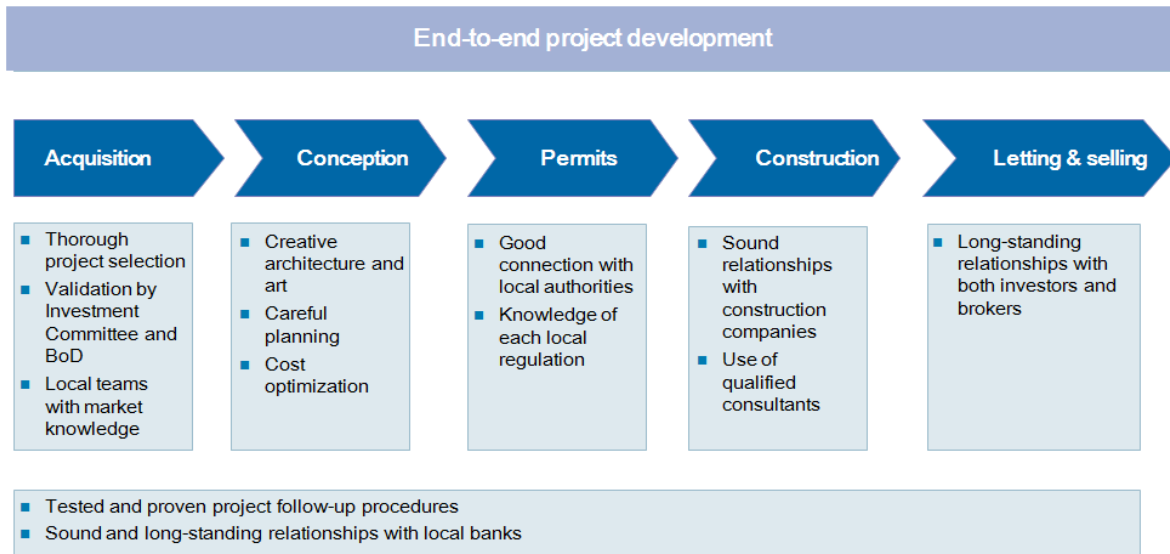 End-to-end project development
Acquisition
Conception
Permits
Construction
Letting & selling
■ Thorough
project selection
■ Validation by
Investment
Committee and
BoD
■ Local teams
with market
knowledge
■ Creative
architecture and
art
■ Careful
planning
■ Cost
optimization
■ Good
connection with
local authorities
■ Knowledge of
each local
regulation
■ Sound
relationships
with
construction
companies
■ Use of
qualified
consultants
■ Long-standing
relationships with
both investors and
brokers
■ Tested and proven project follow-up procedures
■ Sound and long-standing relationships with local banks